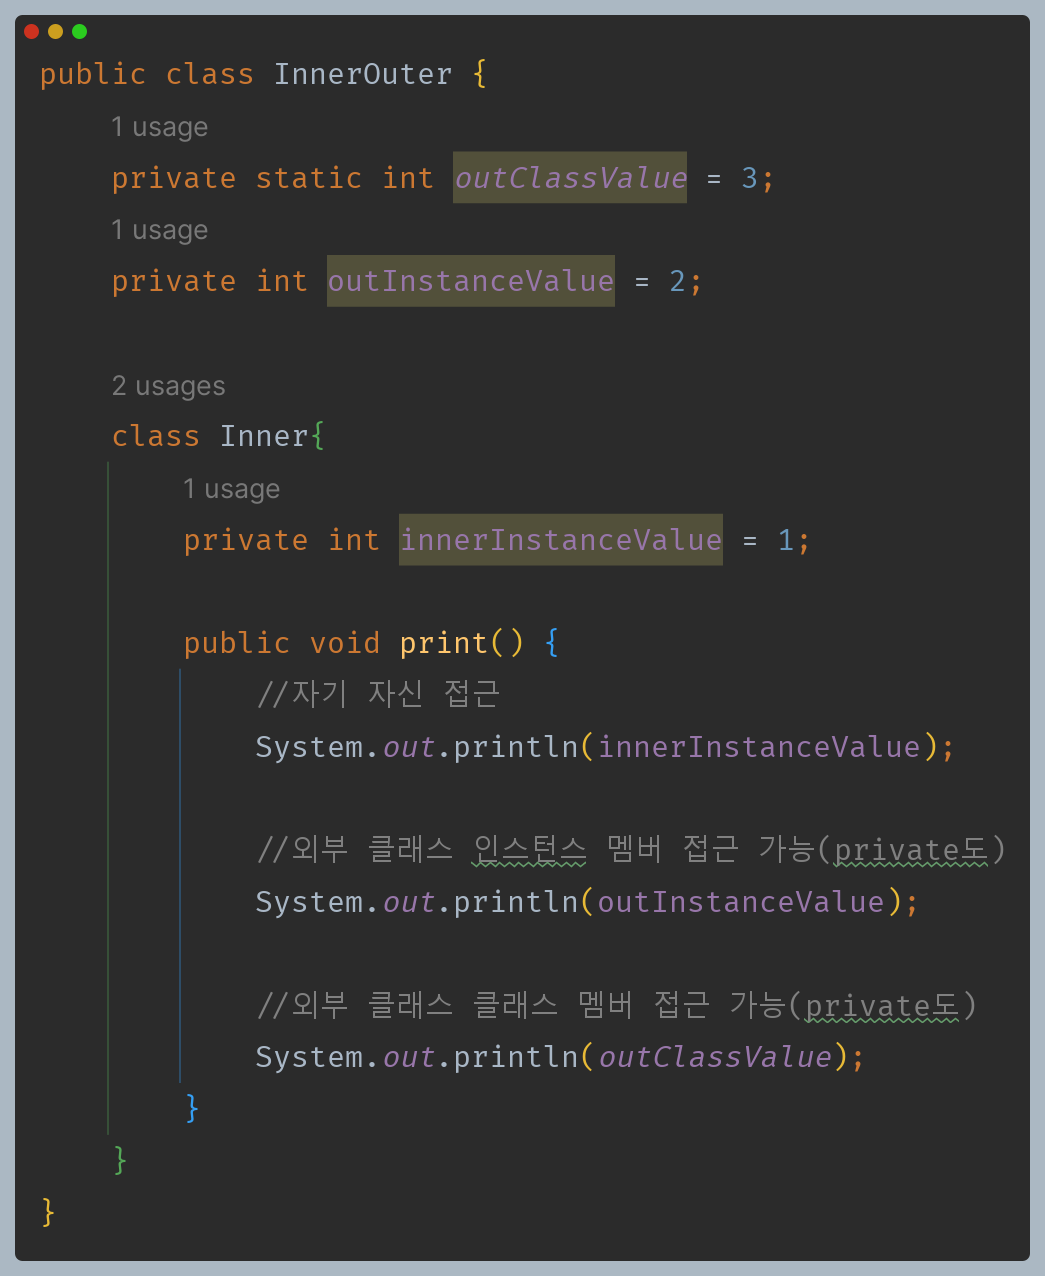 public class InnerOuter {
1 usage
private static int outClassValue = 3;
1 usage
private int outInstanceValue = 2;
2 usages
class Inner{
1 usage
private int innerInstanceValue = 1;
public void print() {
//자기 자신 접근
System.out.println(innerInstanceValue);
//외부 클래스 인스턴스 멤버 접근 가능(private도)
System.out.println(outInstanceValue);
//외부 클래스 클래스 멤버 접근 가능(private도)
System.out.println(outClassValue);
}
}
}